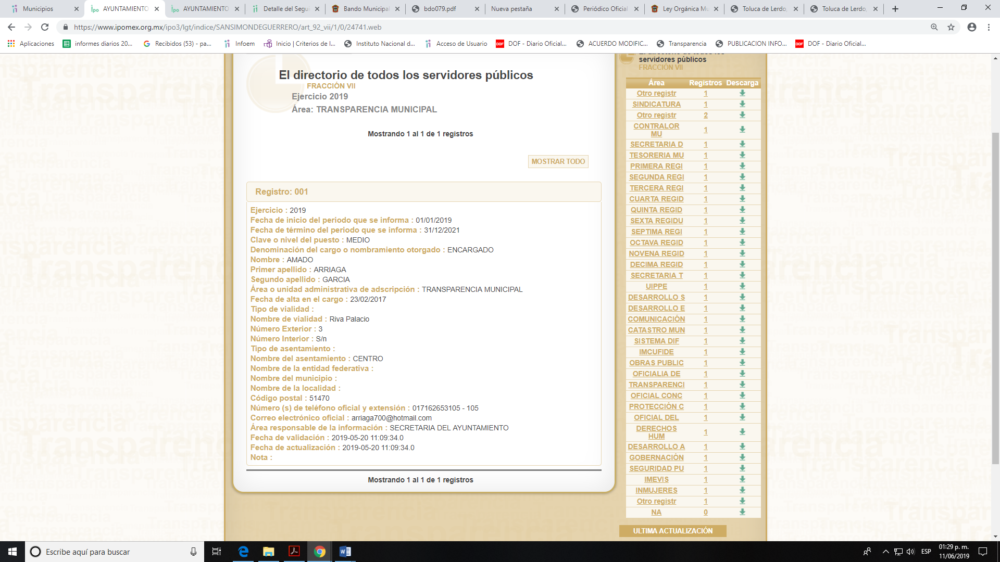 Municipios
AYUNTAMIENTO
AYUNTAMIENTO
Detalle del Segui
Bando Municipal
bdo079.pdf
Nueva pestaña
Periódico Oficial
Ley Orgánica Mu
Toluca de Lerdo,
Toluca de Lerdo,
https://www.ipomex.org.mx/ipo3/lgt/indice/SANSIMONDEGUERRERO/art_92_vii/1/0/24741.web
Aplicaciones
informes diarios 20...
Recibidos (53) - pa...
Infoem
Inicio | Criterios de I...
Instituto Nacional d...
Acceso de Usuario
DOF - Diario Oficial...
ACUERDO MODIFIC...
Transparencia
PUBLICACION INFO...
DOF - Diario Oficial...
El directorio de todos los servidores públicos
FRACCIÓN VII
Ejercicio 2019
Área: TRANSPARENCIA MUNICIPAL
Mostrando 1 al 1 de 1 registros
MOSTRAR TODO
Registro: 001
Ejercicio : 2019
Fecha de inicio del periodo que se informa : 01/01/2019
Fecha de término del periodo que se informa : 31/12/2021
Clave o nivel del puesto : MEDIO
Denominación del cargo o nombramiento otorgado : ENCARGADO
Nombre : AMADO
Primer apellido : ARRIAGA
Segundo apellido : GARCIA
Área o unidad administrativa de adscripción : TRANSPARENCIA MUNICIPAL
Fecha de alta en el cargo : 23/02/2017
Tipo de vialidad :
Nombre de vialidad : Riva Palacio
Número Exterior : 3
Número Interior : S/n
Tipo de asentamiento :
Nombre del asentamiento : CENTRO
Nombre de la entidad federativa :
Nombre del municipio :
Nombre de la localidad :
Código postal : 51470
Número (s) de teléfono oficial y extensión : 017162653105 - 105
Correo electrónico oficial : arriaga700@hotmail.com
Área responsable de la información : SECRETARIA DEL AYUNTAMIENTO
Fecha de validación : 2019-05-20 11:09:34.0
Fecha de actualización : 2019-05-20 11:09:34.0
Nota :
Mostrando 1 al 1 de 1 registros
El directorio de todos los
servidores públicos
FRACCIÓN VII
Área Registros Descarga
Otro registr 1
SINDICATURA 1
Otro registr 2
CONTRALOR
MU 1
SECRETARIA D 1
TESORERIA MU 1
PRIMERA REGI 1
SEGUNDA REGI 1
TERCERA REGI 1
CUARTA REGID 1
QUINTA REGID 1
SEXTA REGIDU 1
SEPTIMA REGI 1
OCTAVA REGID 1
NOVENA REGID 1
DECIMA REGID 1
SECRETARIA T 1
UIPPE 1
DESARROLLO S 1
DESARROLLO E 1
COMUNICACIÓN 1
CATASTRO MUN 1
SISTEMA DIF 1
IMCUFIDE 1
OBRAS PUBLIC 1
OFICIALIA DE 1
TRANSPARENCI 1
OFICIAL CONC 1
PROTECCIÓN C 1
OFICIAL DEL 1
DERECHOS
HUM 1
DESARROLLO A 1
GOBERNACIÓN 1
SEGURIDAD PU 1
IMEVIS 1
INMUJERES 1
Otro registr 1
NA 0
ULTIMA ACTUALIZACIÓN
Escribe aquí para buscar
ESP
01:29 p. m.
11/06/2019